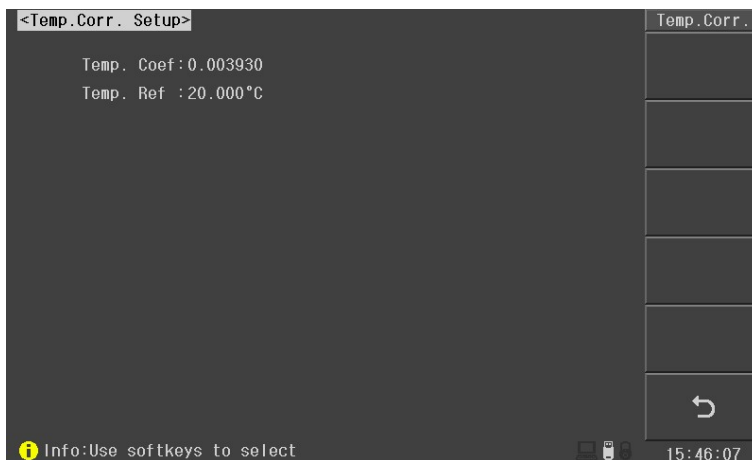 <Temp.Corr. Setup>
Temp.Corr.
Temp. Coef:0.003930
Temp. Ref :20.000°C
Info:Use softkeys to select
15:46:07